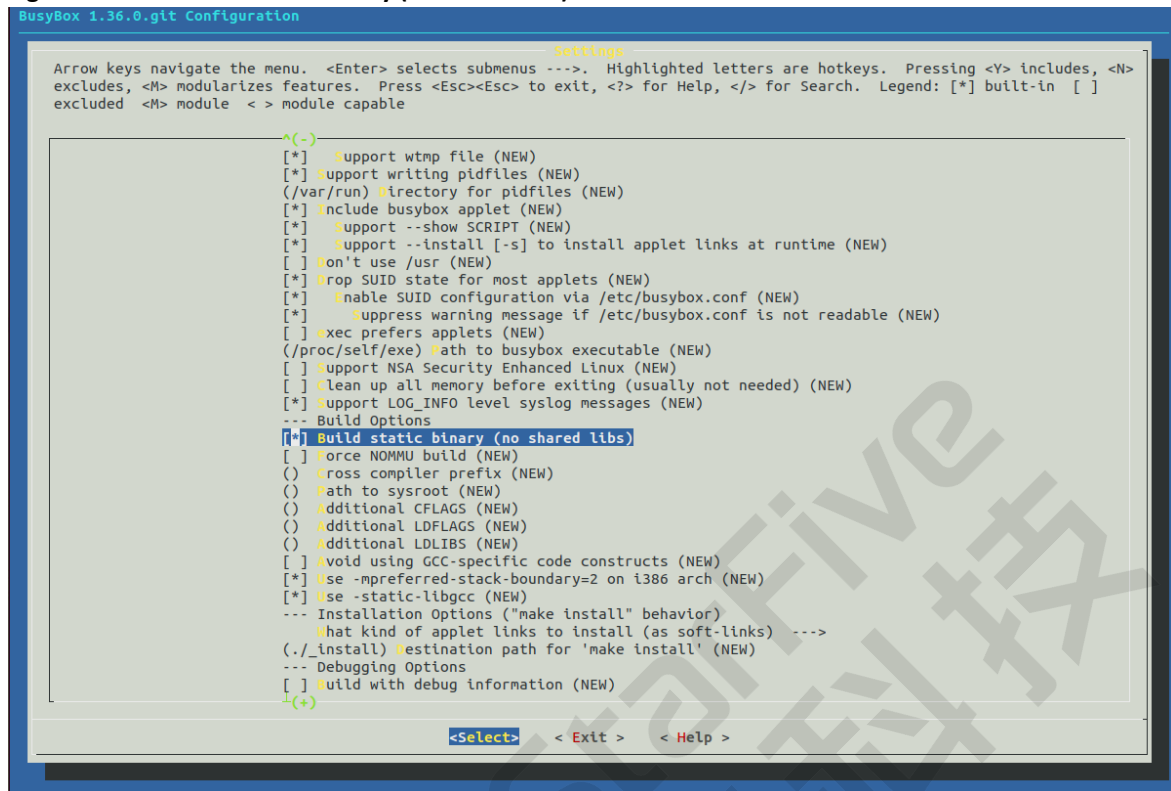 BusyBox 1.36.0.git Configuration
Settings
Arrow keys navigate the menu.  <Enter> selects submenus --->.  Highlighted letters are hotkeys.  Pressing <Y> includes, <N>
excludes, <M> modularizes features.  Press <Esc><Esc> to exit, <?> for Help, </> for Search.  Legend: [*] built-in  [ ]
excluded  <M> module  < > module capable
^(-)
[*]   Support wtmp file (NEW)
[*] Support writing pidfiles (NEW)
(/var/run) Directory for pidfiles (NEW)
[*] Include busybox applet (NEW)
[*]   Support --show SCRIPT (NEW)
[*]   Support --install [-s] to install applet links at runtime (NEW)
[ ] Don't use /usr (NEW)
[*] Drop SUID state for most applets (NEW)
[*]   Enable SUID configuration via /etc/busybox.conf (NEW)
[*]     Suppress warning message if /etc/busybox.conf is not readable (NEW)
[ ] exec prefers applets (NEW)
(/proc/self/exe) Path to busybox executable (NEW)
[ ] Support NSA Security Enhanced Linux (NEW)
[ ] Clean up all memory before exiting (usually not needed) (NEW)
[*] Support LOG_INFO level syslog messages (NEW)
--- Build Options
[*] Build static binary (no shared libs)
[ ] Force NOMMU build (NEW)
()  Cross compiler prefix (NEW)
()  Path to sysroot (NEW)
()  Additional CFLAGS (NEW)
()  Additional LDFLAGS (NEW)
()  Additional LDLIBS (NEW)
[ ] Avoid using GCC-specific code constructs (NEW)
[*] Use -mpreferred-stack-boundary=2 on i386 arch (NEW)
[*] Use -static-libgcc (NEW)
--- Installation Options ("make install" behavior)
What kind of applet links to install (as soft-links)  --->
(./_install) Destination path for 'make install' (NEW)
--- Debugging Options
[ ] Build with debug information (NEW)
(+)
<Select>    < Exit >    < Help >
StarFive